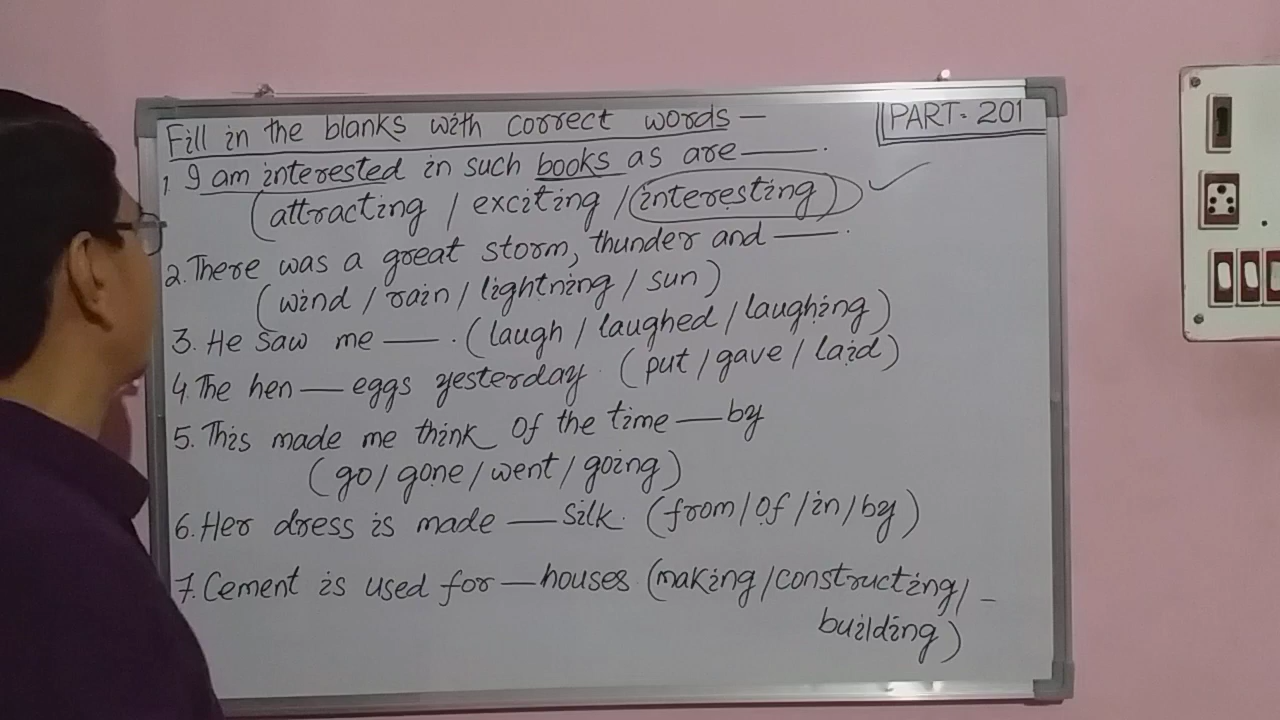 Fill in the blanks with correct words —
PART - 201
1. I am interested in such books as are ——.
(attracting / exciting / interesting) ✓
2. There was a great storm, thunder and ——.
(wind / rain / lightning / sun)
3. He saw me ——. (laugh / laughed / laughing)
4. The hen —— eggs yesterday. (put / gave / laid)
5. This made me think of the time —— by
(go / gone / went / going)
6. Her dress is made —— silk. (from / of / in / by)
7. Cement is used for —— houses. (making / constructing / –
building)